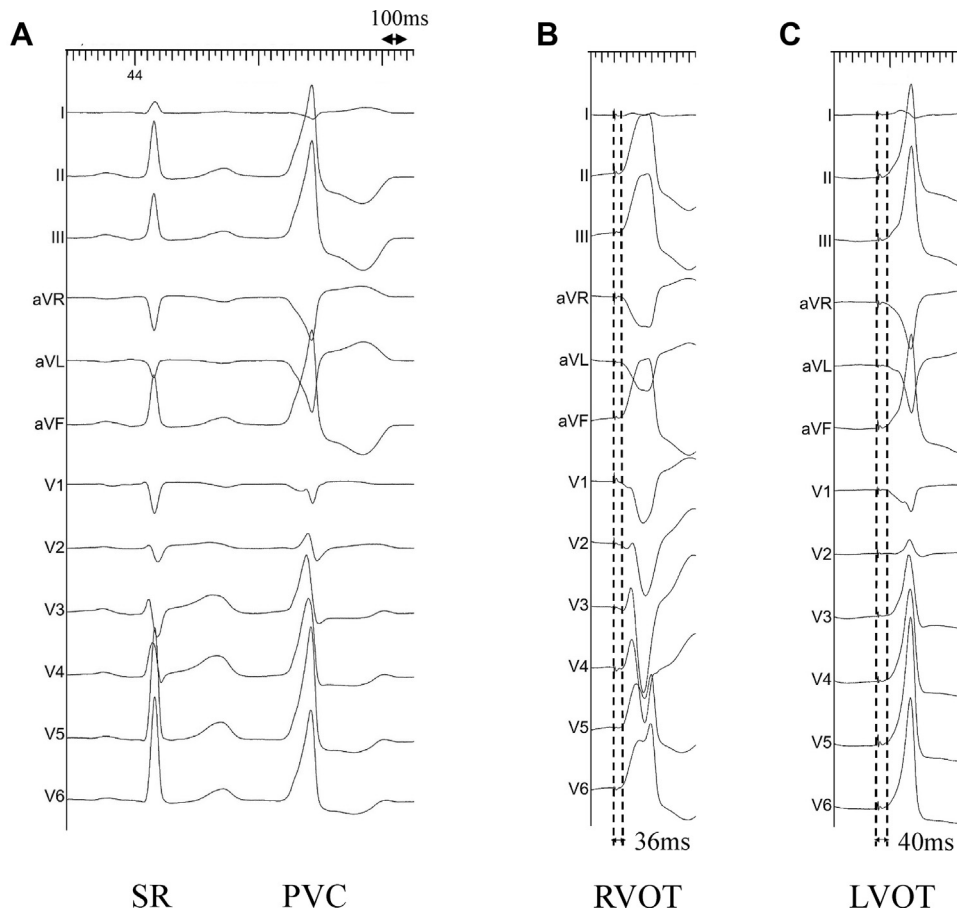 A
100ms
44
I
II
III
aVR
aVL
aVF
V1
V2
V3
V4
V5
V6
SR PVC
B
I
II
III
aVR
aVL
aVF
V1
V2
V3
V4
V5
V6
36ms
RVOT
C
I
II
III
aVR
aVL
aVF
V1
V2
V3
V4
V5
V6
40ms
LVOT